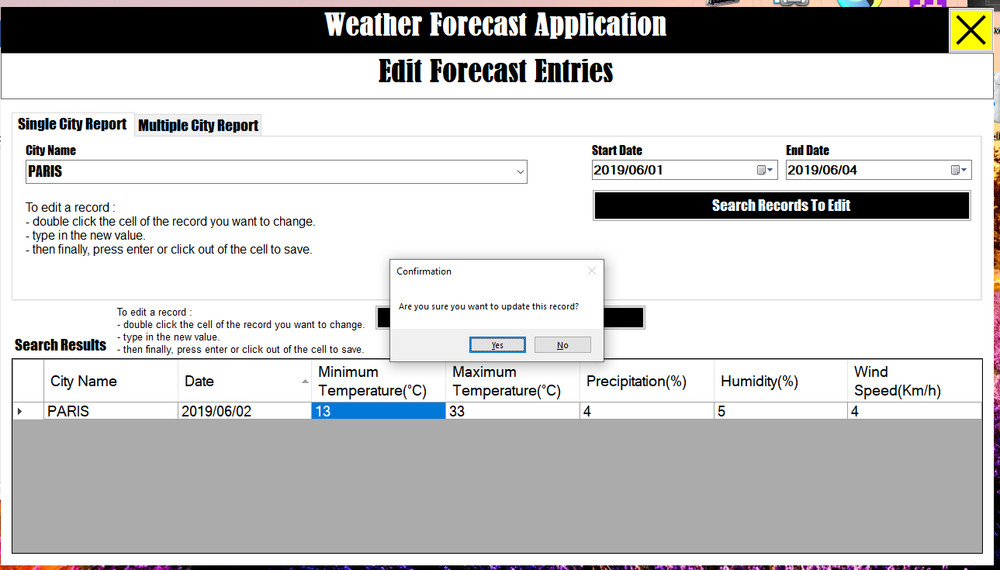 Weather Forecast Application
Edit Forecast Entries
Single City Report
Multiple City Report
City Name
PARIS
Start Date
2019/06/01
End Date
2019/06/04
Search Records To Edit
To edit a record :
- double click the cell of the record you want to change.
- type in the new value.
- then finally, press enter or click out of the cell to save.
Confirmation
Are you sure you want to update this record?
Yes
No
To edit a record :
- double click the cell of the record you want to change.
- type in the new value.
- then finally, press enter or click out of the cell to save.
Search Results
City Name
Date
Minimum
Temperature(°C)
Maximum
Temperature(°C)
Precipitation(%)
Humidity(%)
Wind
Speed(Km/h)
PARIS
2019/06/02
13
33
4
5
4